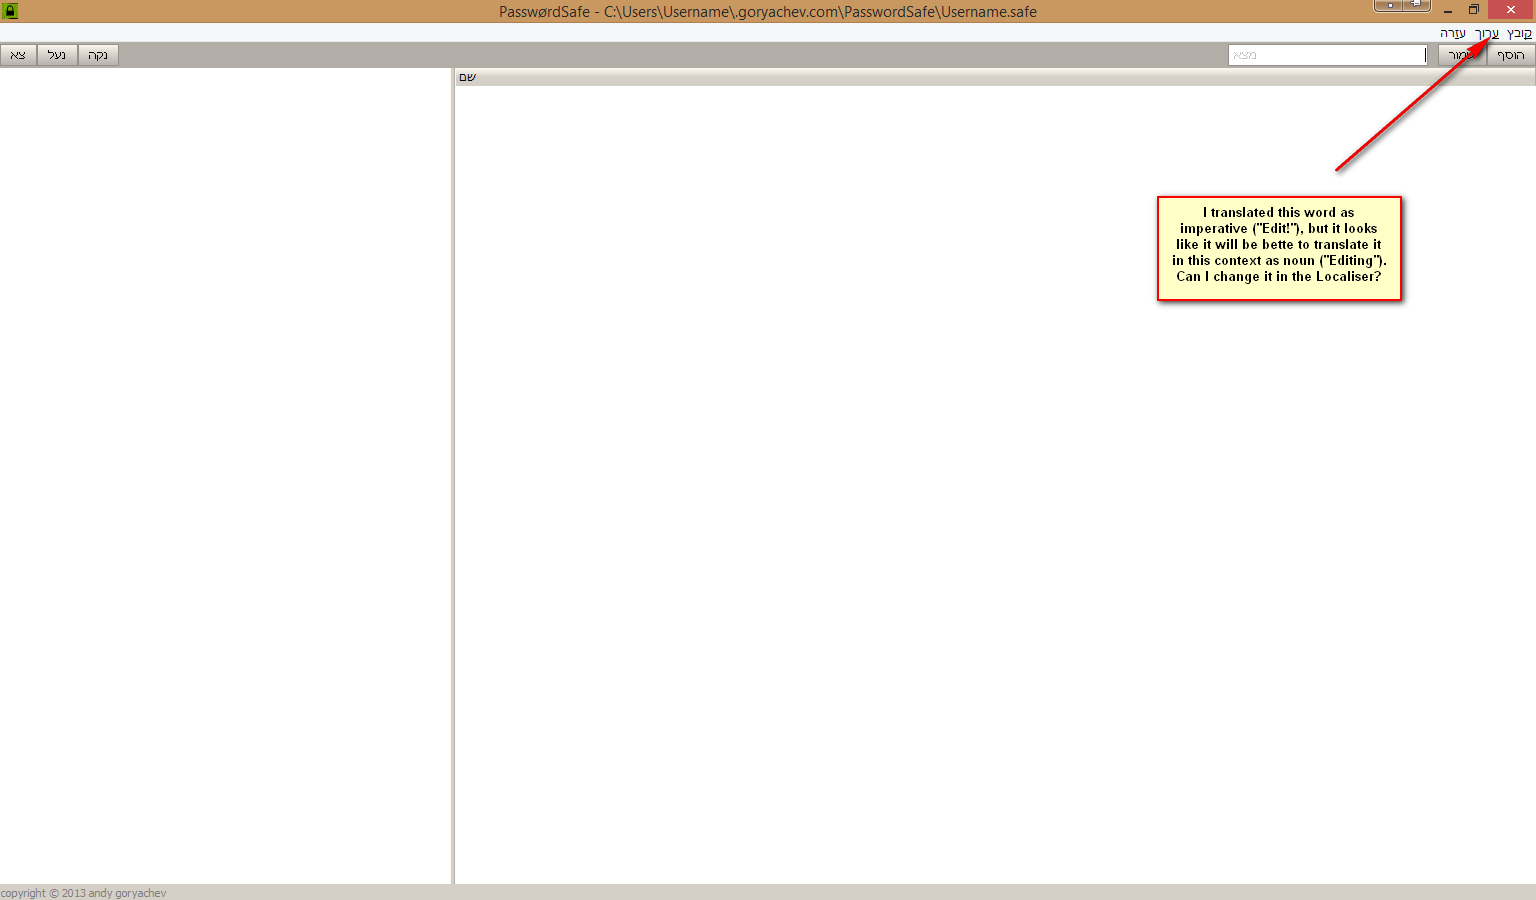 PasswørdSafe - C:\Users\Username\.goryachev.com\PasswordSafe\Username.safe
קובץ ערוך עזרה
הוסף שמור מצא נקה נעל צא
שם
I translated this word as
imperative ("Edit!"), but it looks
like it will be bette to translate it
in this context as noun ("Editing").
Can I change it in the Localiser?
copyright © 2013 andy goryachev